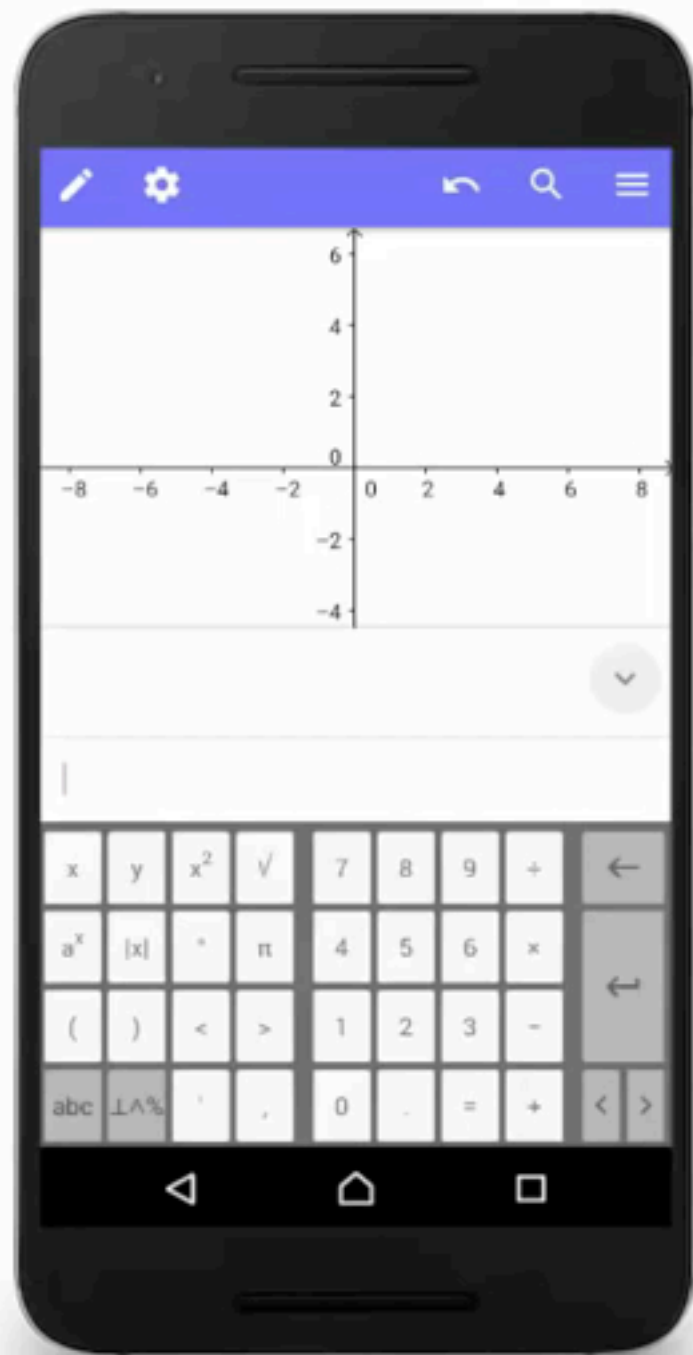 6
4
2
0
−8 −6 −4 −2 0 2 4 6 8
−2
−4
x y x² √ 7 8 9 ÷
aˣ |x| ° π 4 5 6 ×
( ) < > 1 2 3 −
abc ⊥∧% ' , 0 . = + < >